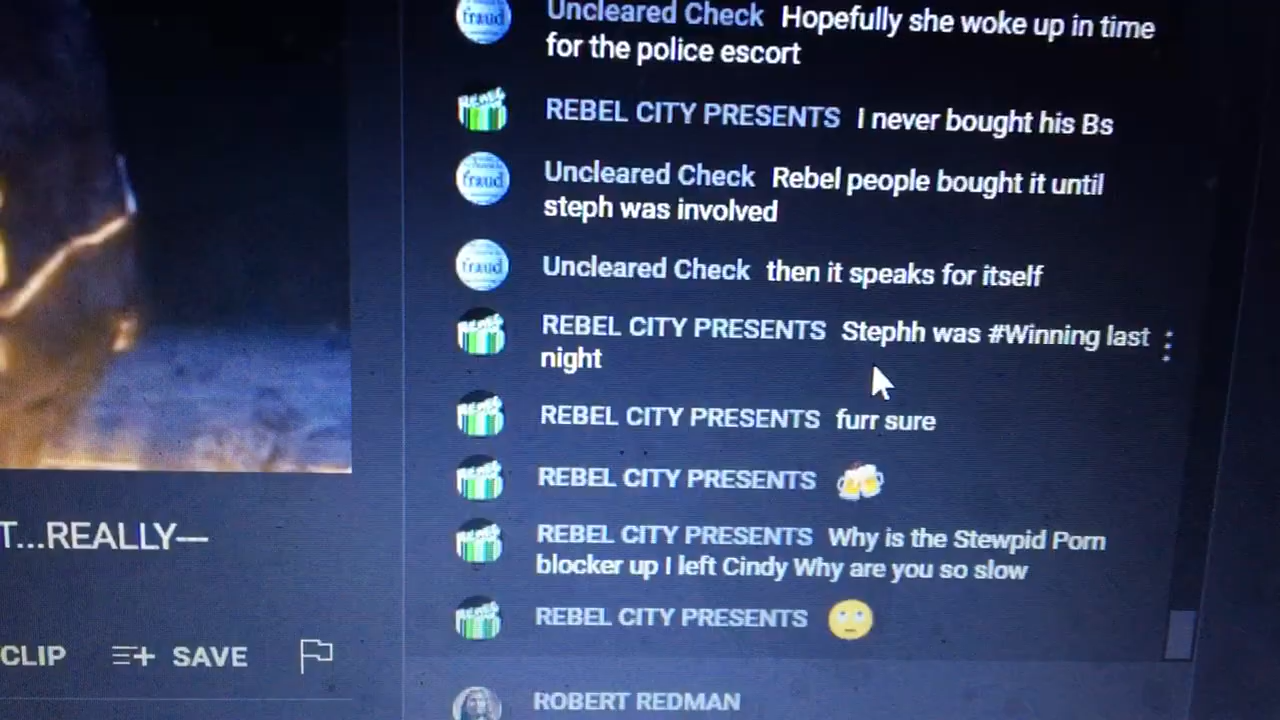 Uncleared Check Hopefully she woke up in time
for the police escort
REBEL CITY PRESENTS I never bought his Bs
Uncleared Check Rebel people bought it until
steph was involved
Uncleared Check then it speaks for itself
REBEL CITY PRESENTS Stephh was #Winning last
night
REBEL CITY PRESENTS furr sure
REBEL CITY PRESENTS 🍻
REBEL CITY PRESENTS Why is the Stewpid Porn
blocker up I left Cindy Why are you so slow
REBEL CITY PRESENTS 🙄
ROBERT REDMAN
T...REALLY—
CLIP SAVE
fraud
fraud
fraud